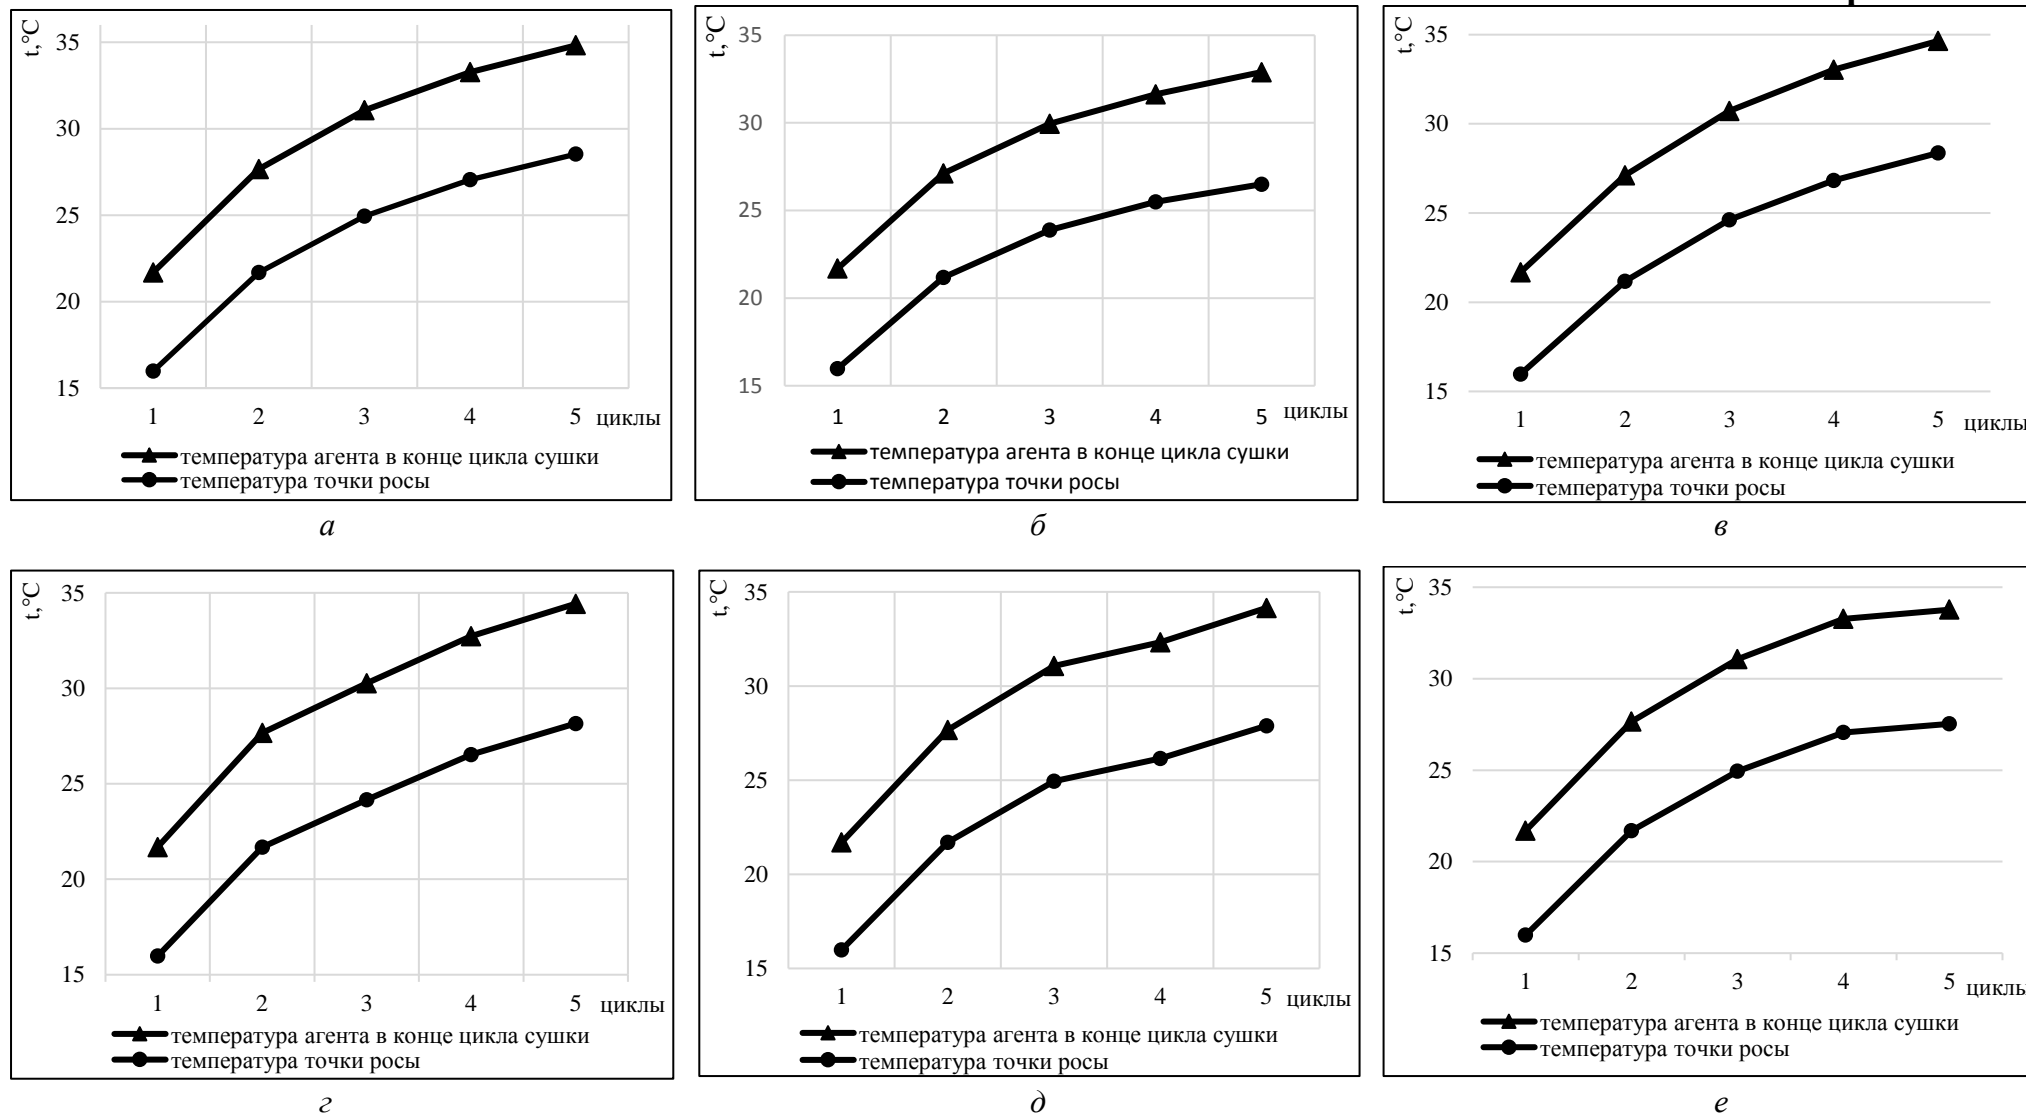 t,°C
35
30
25
20
15
1 2 3 4 5 циклы
температура агента в конце цикла сушки
температура точки росы
а
t,°C
35
30
25
20
15
1 2 3 4 5 циклы
температура агента в конце цикла сушки
температура точки росы
б
t,°C
35
30
25
20
15
1 2 3 4 5 циклы
температура агента в конце цикла сушки
температура точки росы
в
t,°C
35
30
25
20
15
1 2 3 4 5 циклы
температура агента в конце цикла сушки
температура точки росы
г
t,°C
35
30
25
20
15
1 2 3 4 5 циклы
температура агента в конце цикла сушки
температура точки росы
д
t,°C
35
30
25
20
15
1 2 3 4 5 циклы
температура агента в конце цикла сушки
температура точки росы
е